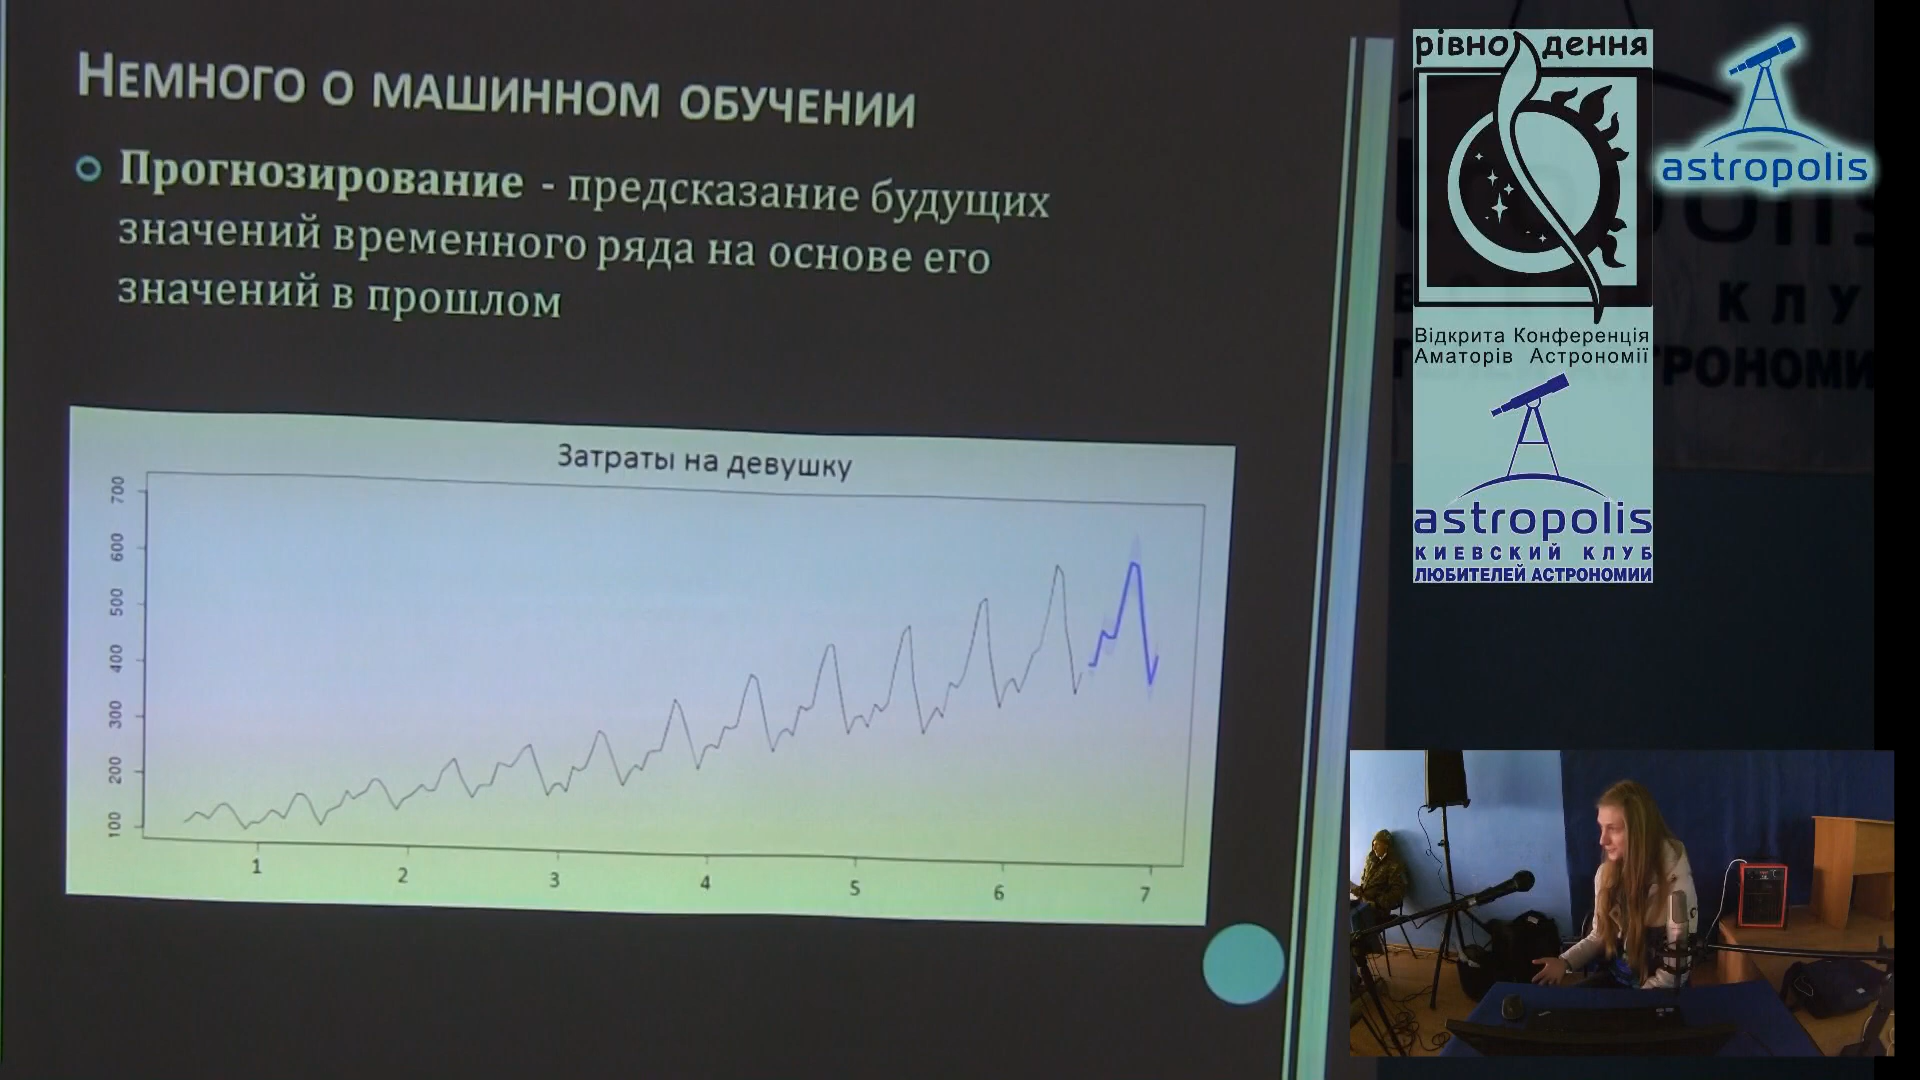 Немного о машинном обучении
Прогнозирование - предсказание будущих
значений временного ряда на основе его
значений в прошлом
Затраты на девушку
700
600
500
400
300
200
100
1
2
3
4
5
6
7
рівнодення
Відкрита Конференція
Аматорів Астрономії
astropolis
КИЕВСКИЙ КЛУБ
ЛЮБИТЕЛЕЙ АСТРОНОМИИ
astropolis
КЛУ